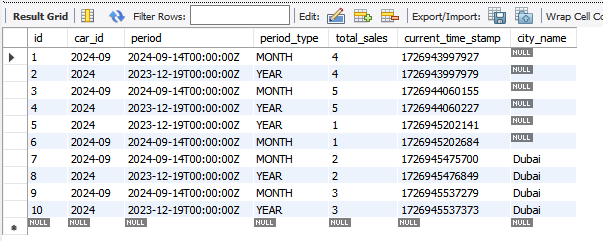 Result Grid Filter Rows: Edit: Export/Import: Wrap Cell Co
id car_id period period_type total_sales current_time_stamp city_name
1 2024-09 2024-09-14T00:00:00Z MONTH 4 1726943997927 NULL
2 2024 2023-12-19T00:00:00Z YEAR 4 1726943997979 NULL
3 2024-09 2024-09-14T00:00:00Z MONTH 5 1726944060155 NULL
4 2024 2023-12-19T00:00:00Z YEAR 5 1726944060227 NULL
5 2024 2023-12-19T00:00:00Z YEAR 1 1726945202141 NULL
6 2024-09 2024-09-14T00:00:00Z MONTH 1 1726945202684 NULL
7 2024-09 2024-09-14T00:00:00Z MONTH 2 1726945475700 Dubai
8 2024 2023-12-19T00:00:00Z YEAR 2 1726945476849 Dubai
9 2024-09 2024-09-14T00:00:00Z MONTH 3 1726945537279 Dubai
10 2024 2023-12-19T00:00:00Z YEAR 3 1726945537373 Dubai
NULL NULL NULL NULL NULL NULL NULL